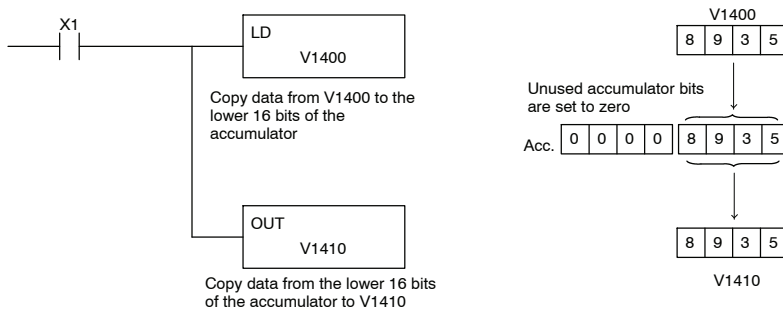 X1
LD
V1400
Copy data from V1400 to the
lower 16 bits of the
accumulator
OUT
V1410
Copy data from the lower 16 bits
of the accumulator to V1410
V1400
8 9 3 5
Unused accumulator bits
are set to zero
Acc. 0 0 0 0 8 9 3 5
8 9 3 5
V1410